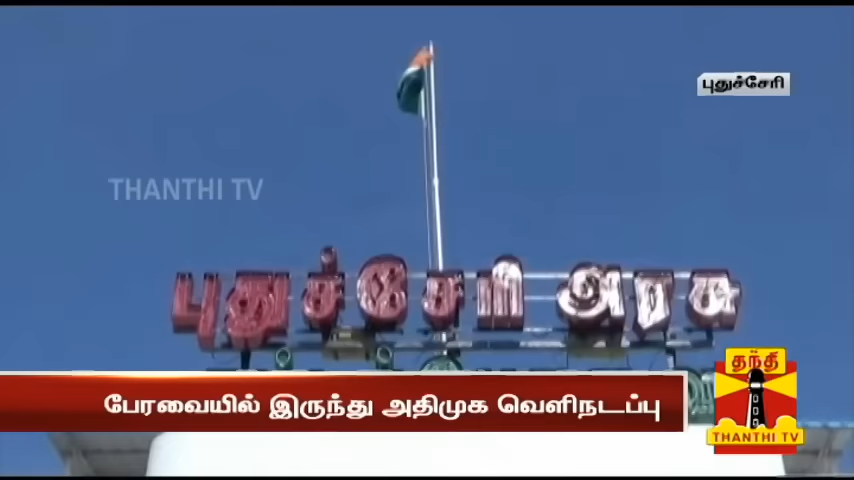 புதுச்சேரி
THANTHI TV
புதுச்சேரி அரசு
பேரவையில் இருந்து அதிமுக வெளிநடப்பு
தந்தி
THANTHI TV